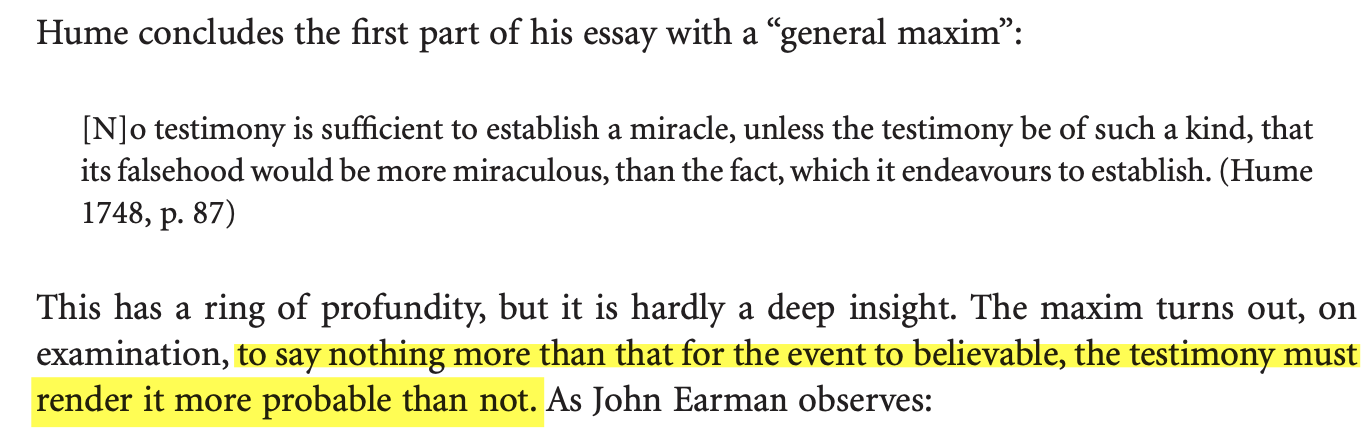 Hume concludes the first part of his essay with a “general maxim”:
[N]o testimony is sufficient to establish a miracle, unless the testimony be of such a kind, that
its falsehood would be more miraculous, than the fact, which it endeavours to establish. (Hume
1748, p. 87)
This has a ring of profundity, but it is hardly a deep insight. The maxim turns out, on
examination, to say nothing more than that for the event to believable, the testimony must
render it more probable than not. As John Earman observes: